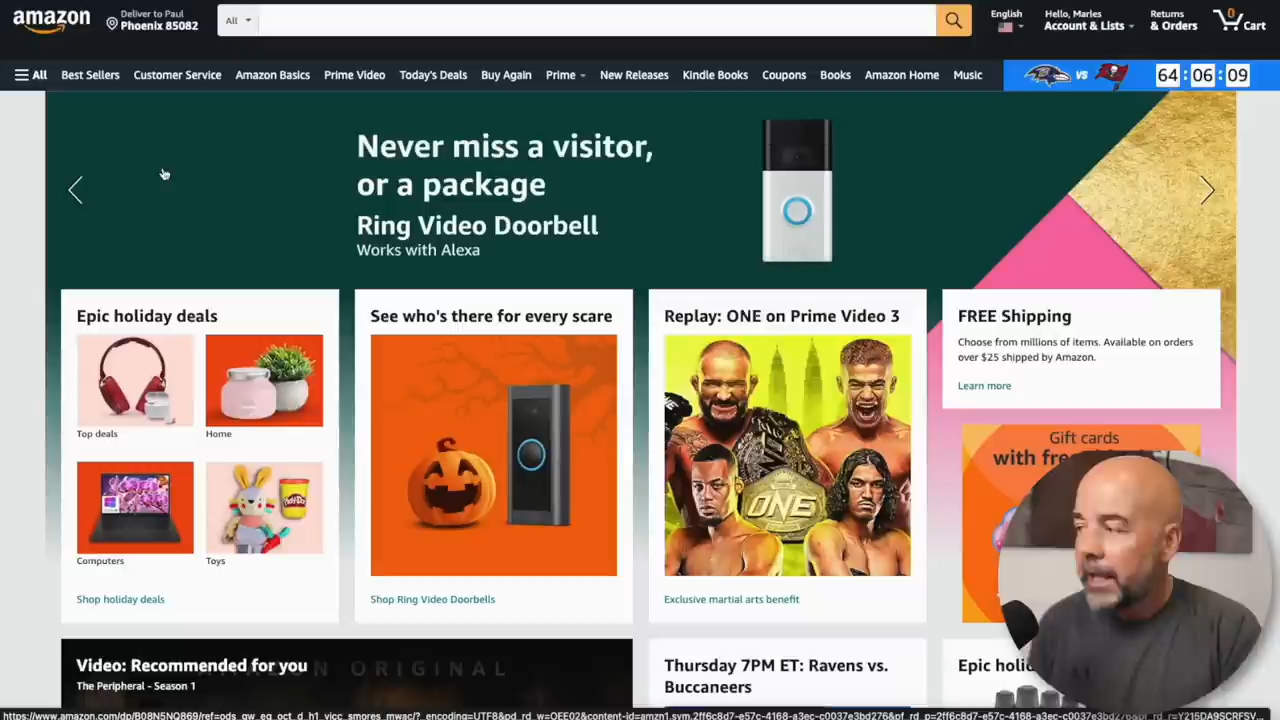 amazon
Deliver to Paul
Phoenix 85082
All
English
Hello, Marles
Account & Lists
Returns
& Orders
0
Cart
All
Best Sellers
Customer Service
Amazon Basics
Prime Video
Today's Deals
Buy Again
Prime
New Releases
Kindle Books
Coupons
Books
Amazon Home
Music
VS
64 : 06 : 09
Never miss a visitor,
or a package
Ring Video Doorbell
Works with Alexa
Epic holiday deals
Top deals
Home
Computers
Toys
Shop holiday deals
See who's there for every scare
Shop Ring Video Doorbells
Replay: ONE on Prime Video 3
ONE
Exclusive martial arts benefit
FREE Shipping
Choose from millions of items. Available on orders
over $25 shipped by Amazon.
Learn more
Gift cards
with
Video: Recommended for you
ORIGINAL
The Peripheral - Season 1
Thursday 7PM ET: Ravens vs.
Buccaneers
Epic